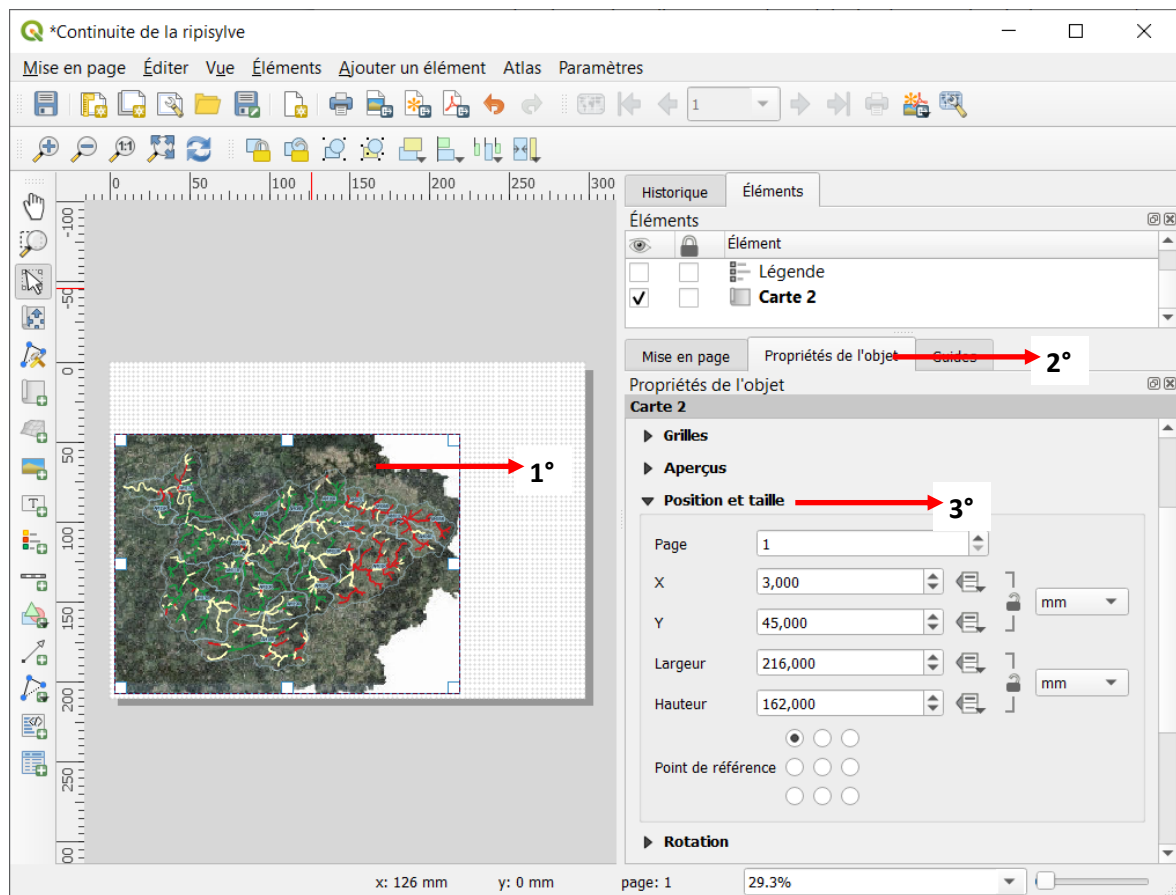 *Continuite de la ripisylve
Mise en page Éditer Vue Éléments Ajouter un élément Atlas Paramètres
1
1:1
0 50 100 150 200 250 300
-100
-50
0
50
100
150
200
250
00
Historique Éléments
Éléments
Élément
Légende
Carte 2
Mise en page Propriétés de l'objet Guides
2°
Propriétés de l'objet
Carte 2
Grilles
Aperçus
1°
Position et taille
3°
Page 1
X 3,000
mm
Y 45,000
Largeur 216,000
mm
Hauteur 162,000
Point de référence
Rotation
x: 126 mm y: 0 mm page: 1 29.3%